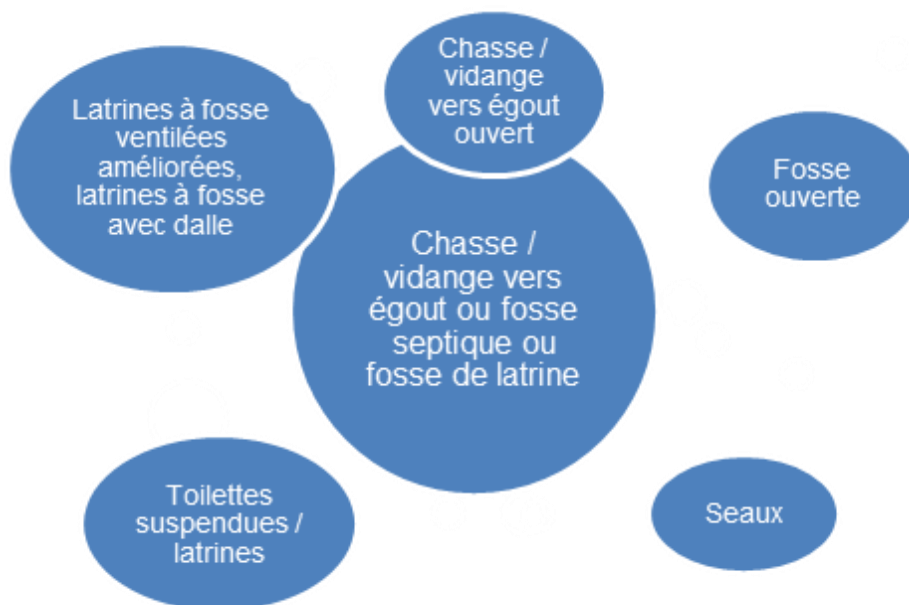 Chasse /
vidange
vers égout
ouvert
Latrines à fosse
ventilées
améliorées,
latrines à fosse
avec dalle
Fosse
ouverte
Chasse /
vidange vers
égout ou fosse
septique ou
fosse de latrine
Toilettes
suspendues /
latrines
Seaux